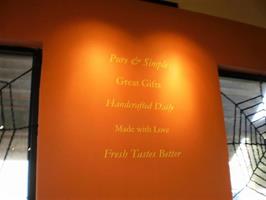 Pure & Simple
Great Gifts
Handcrafted Daily
Made with Love
Fresh Tastes Better